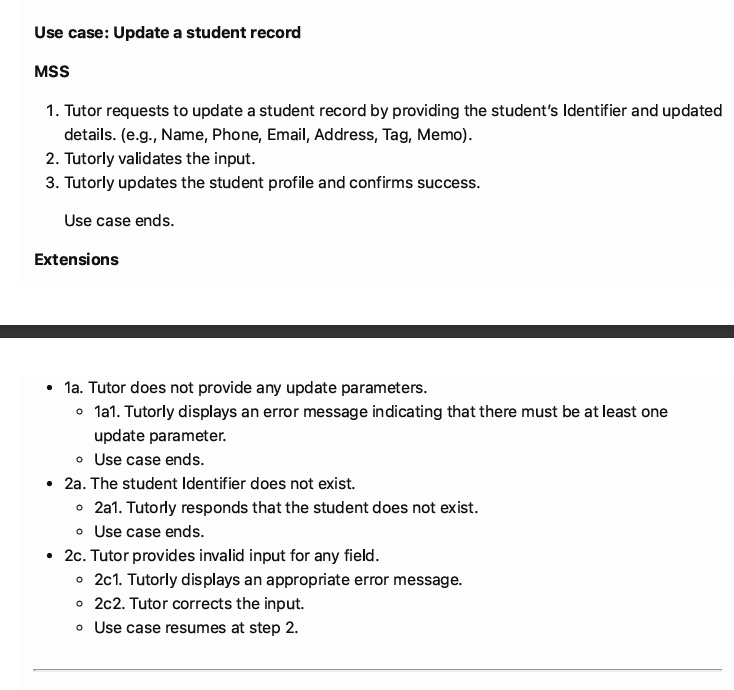 Use case: Update a student record
MSS
1. Tutor requests to update a student record by providing the student’s Identifier and updated
details. (e.g., Name, Phone, Email, Address, Tag, Memo).
2. Tutorly validates the input.
3. Tutorly updates the student profile and confirms success.
Use case ends.
Extensions
• 1a. Tutor does not provide any update parameters.
◦ 1a1. Tutorly displays an error message indicating that there must be at least one
update parameter.
◦ Use case ends.
• 2a. The student Identifier does not exist.
◦ 2a1. Tutorly responds that the student does not exist.
◦ Use case ends.
• 2c. Tutor provides invalid input for any field.
◦ 2c1. Tutorly displays an appropriate error message.
◦ 2c2. Tutor corrects the input.
◦ Use case resumes at step 2.